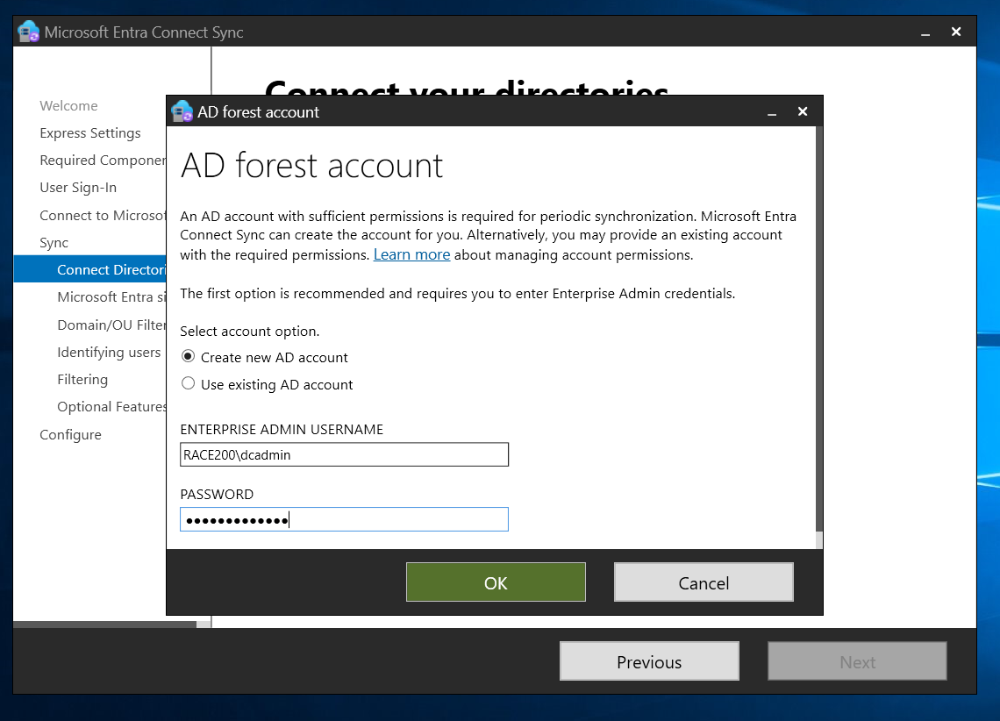 Microsoft Entra Connect Sync
Connect your directories
Welcome
Express Settings
Required Componen
User Sign-In
Connect to Microsof
Sync
Connect Directori
Microsoft Entra si
Domain/OU Filter
Identifying users
Filtering
Optional Features
Configure
AD forest account
AD forest account
An AD account with sufficient permissions is required for periodic synchronization. Microsoft Entra
Connect Sync can create the account for you. Alternatively, you may provide an existing account
with the required permissions. Learn more about managing account permissions.
The first option is recommended and requires you to enter Enterprise Admin credentials.
Select account option.
Create new AD account
Use existing AD account
ENTERPRISE ADMIN USERNAME
RACE200\dcadmin
PASSWORD
•••••••••••••
OK
Cancel
Previous
Next